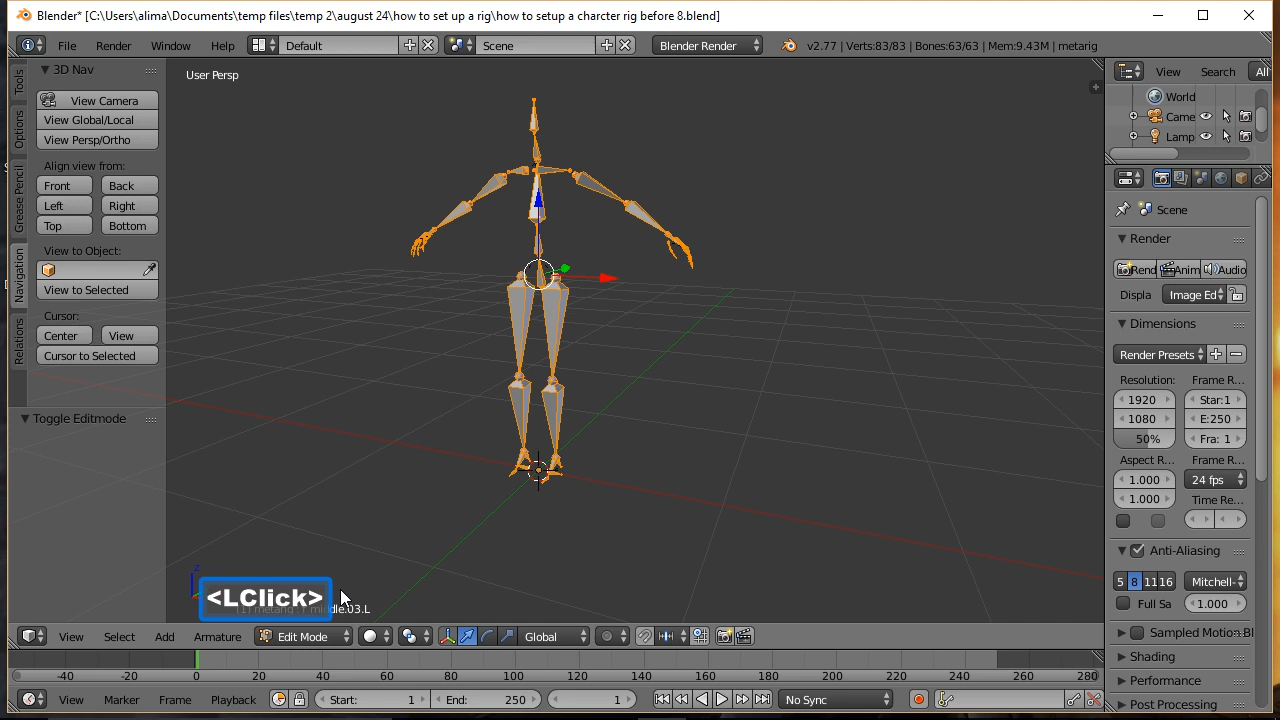 Blender* [C:\Users\alima\Documents\temp files\temp 2\august 24\how to set up a rig\how to setup a charcter rig before 8.blend]
File Render Window Help Default Scene Blender Render v2.77 | Verts:83/83 | Bones:63/63 | Mem:9.43M | metarig
3D Nav
View Camera
View Global/Local
View Persp/Ortho
Align view from:
Front Back
Left Right
Top Bottom
View to Object:
View to Selected
Cursor:
Center View
Cursor to Selected
Toggle Editmode
Tools
Options
Grease Pencil
Navigation
Relations
User Persp
Z
<LClick>
(1) metarig : f_middle.03.L
View Select Add Armature Edit Mode Global
-40 -20 0 20 40 60 80 100 120 140 160 180 200 220 240 260 280
View Marker Frame Playback Start: 1 End: 250 1 No Sync
View Search All
World
Came
Lamp
Scene
Render
Rend Anim Audio
Displa Image Ed
Dimensions
Render Presets
Resolution: Frame R...
1920 Star:1
1080 E:250
50% Fra: 1
Aspect R... Frame R...
1.000 24 fps
1.000 Time Re...
Anti-Aliasing
5 8 11 16 Mitchell-
Full Sa 1.000
Sampled Motion Bl
Shading
Performance
Post Processing